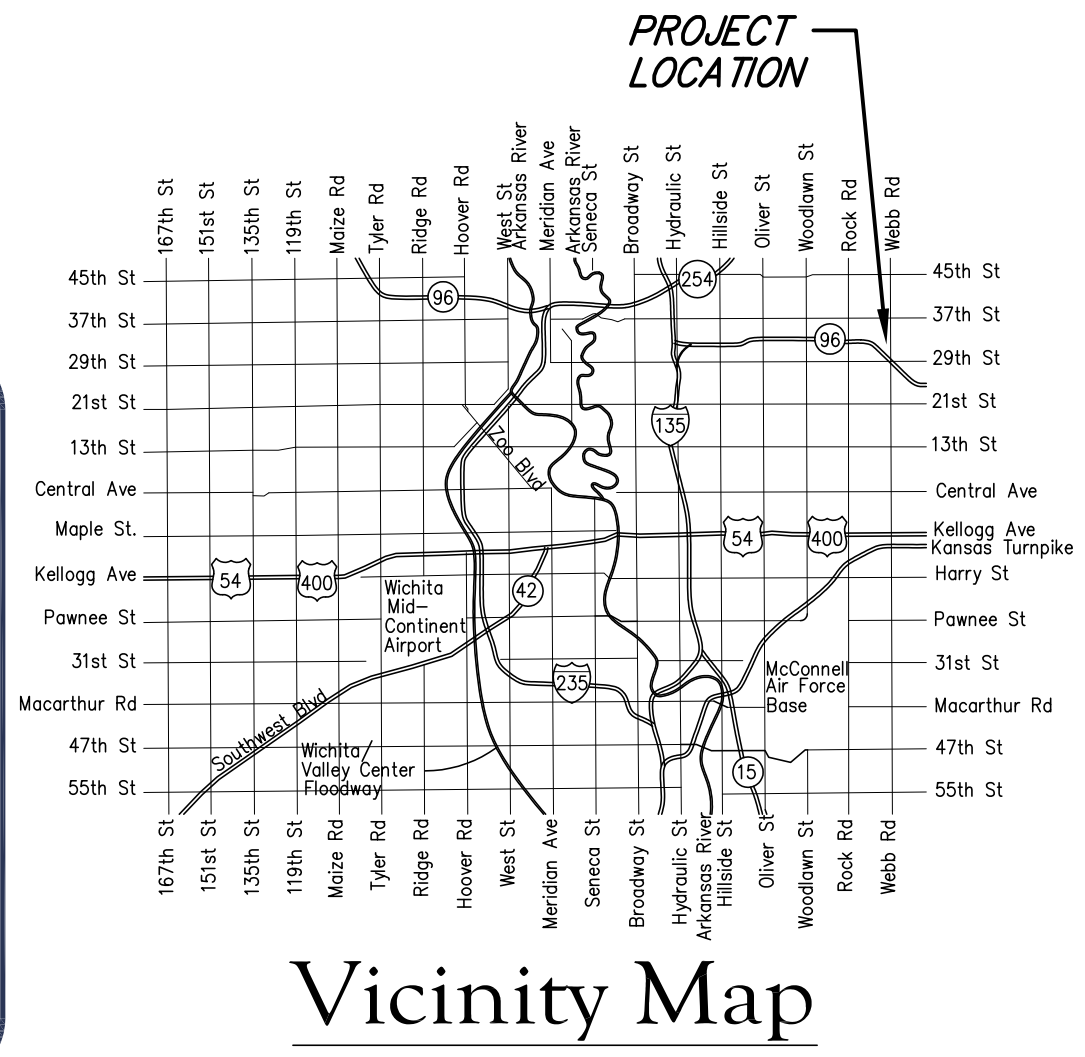 PROJECT
LOCATION
167th St
151st St
135th St
119th St
Maize Rd
Tyler Rd
Ridge Rd
Hoover Rd
West St
Arkansas River
Meridian Ave
Arkansas River
Seneca St
Broadway St
Hydraulic St
Hillside St
Oliver St
Woodlawn St
Rock Rd
Webb Rd
45th St
254
45th St
96
37th St
37th St
96
29th St
29th St
21st St
21st St
135
13th St
13th St
Zoo Blvd
Central Ave
Central Ave
Maple St.
54
400
Kellogg Ave
Kansas Turnpike
Kellogg Ave
54
400
Harry St
Wichita
Mid-
Continent
Airport
42
Pawnee St
Pawnee St
31st St
31st St
235
McConnell
Air Force
Base
Macarthur Rd
Macarthur Rd
Southwest Blvd
47th St
47th St
Wichita/
Valley Center
Floodway
15
55th St
55th St
167th St
151st St
135th St
119th St
Maize Rd
Tyler Rd
Ridge Rd
Hoover Rd
West St
Meridian Ave
Seneca St
Broadway St
Hydraulic St
Arkansas River
Hillside St
Oliver St
Woodlawn St
Rock Rd
Webb Rd
Vicinity Map